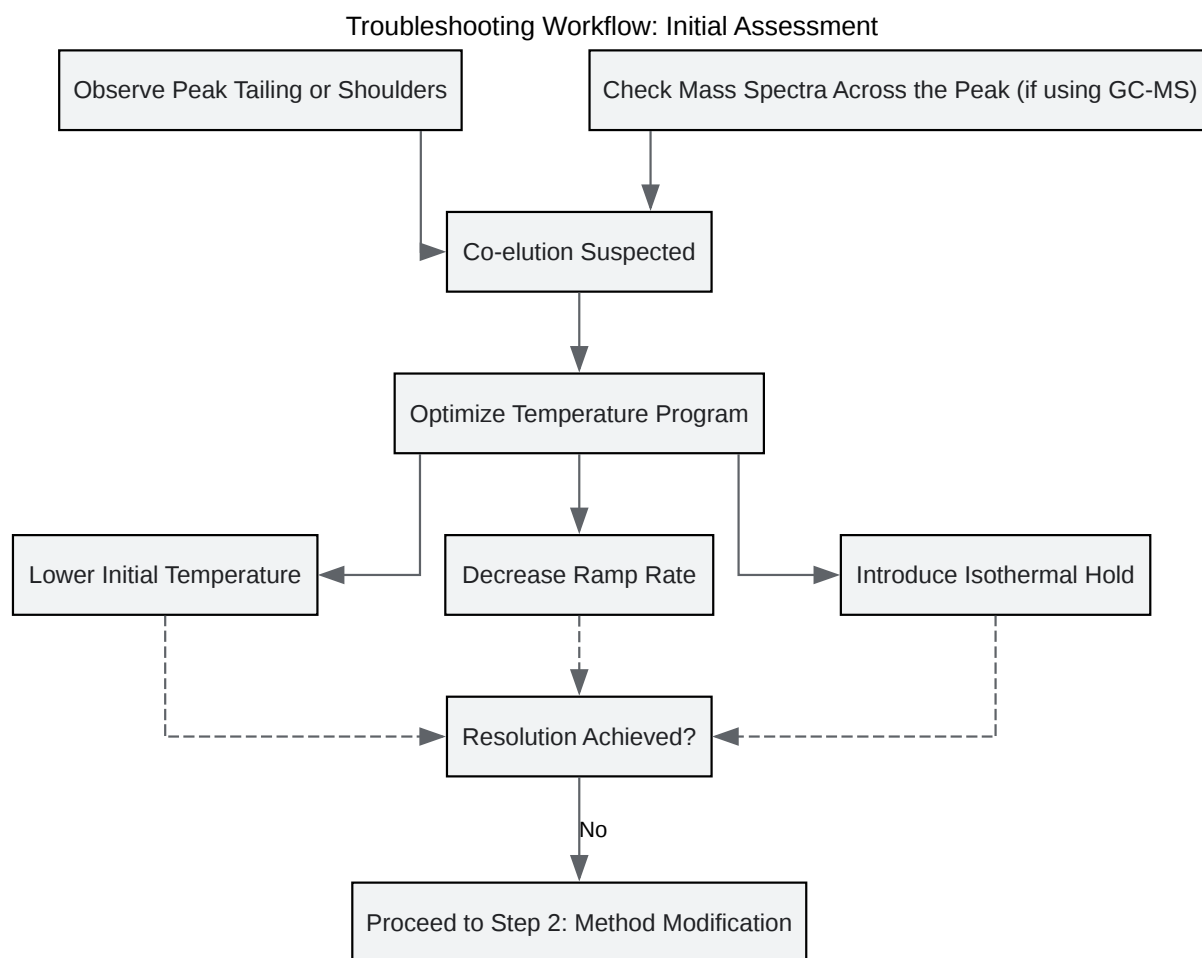 Troubleshooting Workflow: Initial Assessment
Observe Peak Tailing or Shoulders
Check Mass Spectra Across the Peak (if using GC-MS)
Co-elution Suspected
Optimize Temperature Program
Lower Initial Temperature
Decrease Ramp Rate
Introduce Isothermal Hold
Resolution Achieved?
No
Proceed to Step 2: Method Modification